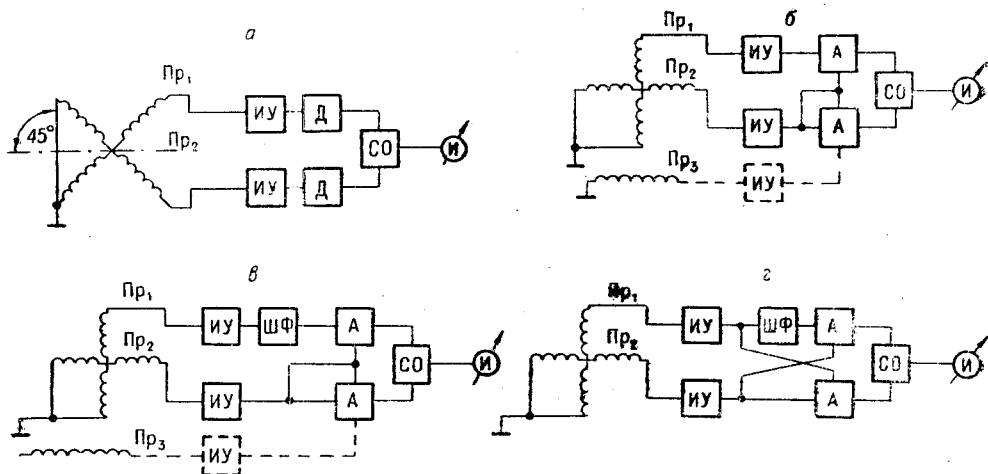 а
Пр₁
45°
Пр₂
ИУ Д
СО И
ИУ Д
б
Пр₁
ИУ А
Пр₂
СО И
ИУ А
Пр₃
ИУ
в
Пр₁
ИУ ШФ А
Пр₂
СО И
ИУ А
Пр₃
ИУ
г
Пр₁
ИУ ШФ А
Пр₂
СО И
ИУ А